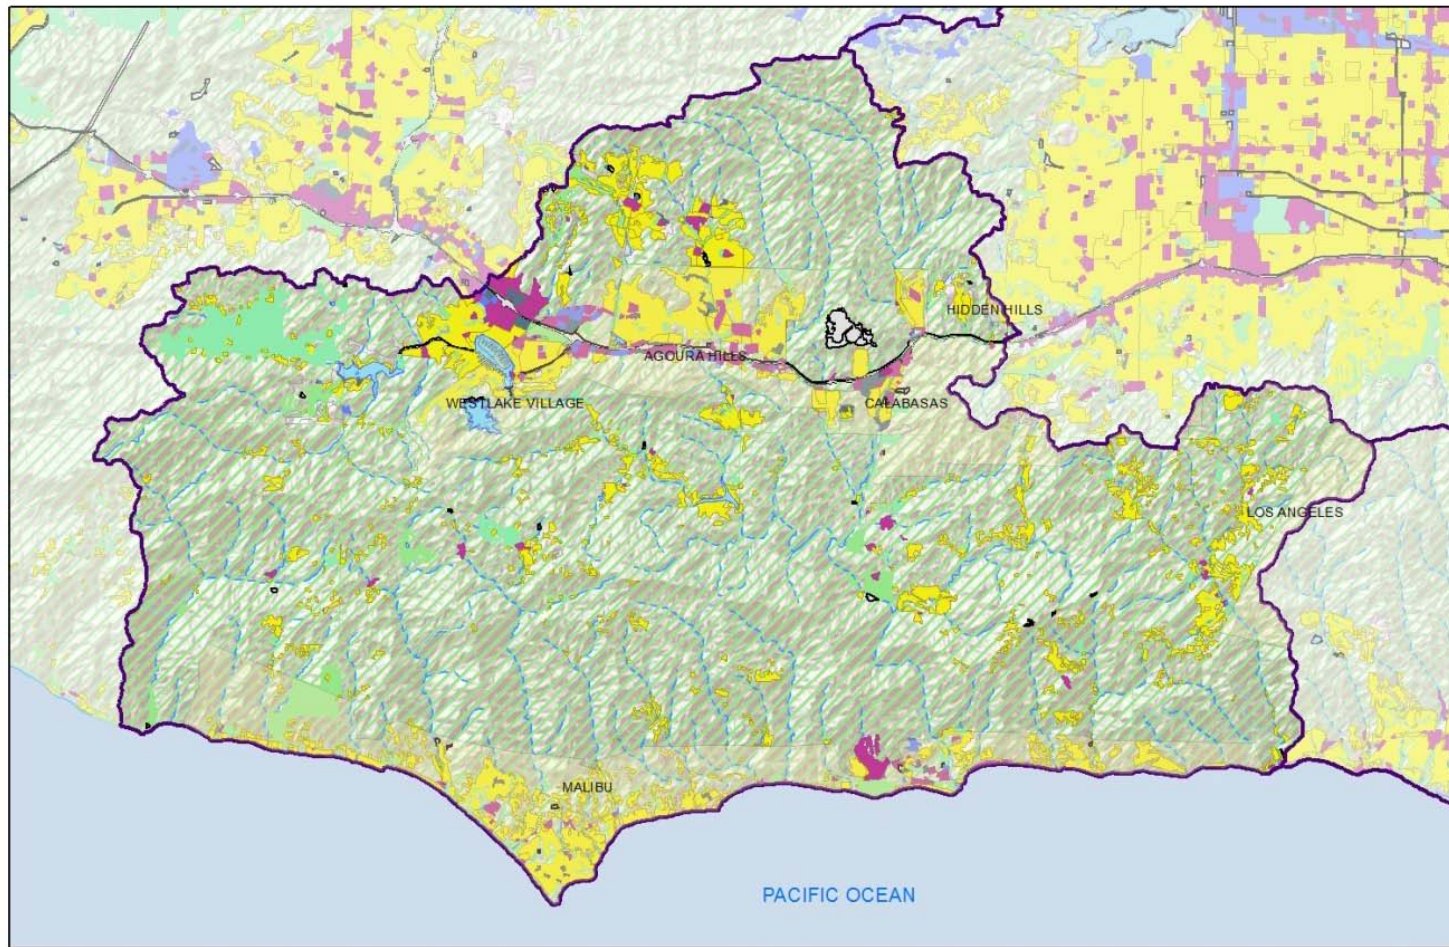 HIDDEN HILLS
AGOURA HILLS
WESTLAKE VILLAGE
CALABASAS
LOS ANGELES
MALIBU
PACIFIC OCEAN